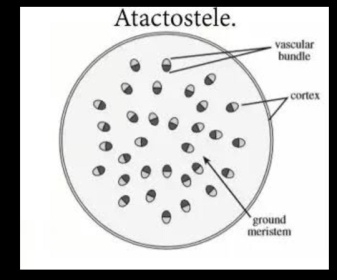 Atactostele.
vascular
bundle
cortex
ground
meristem